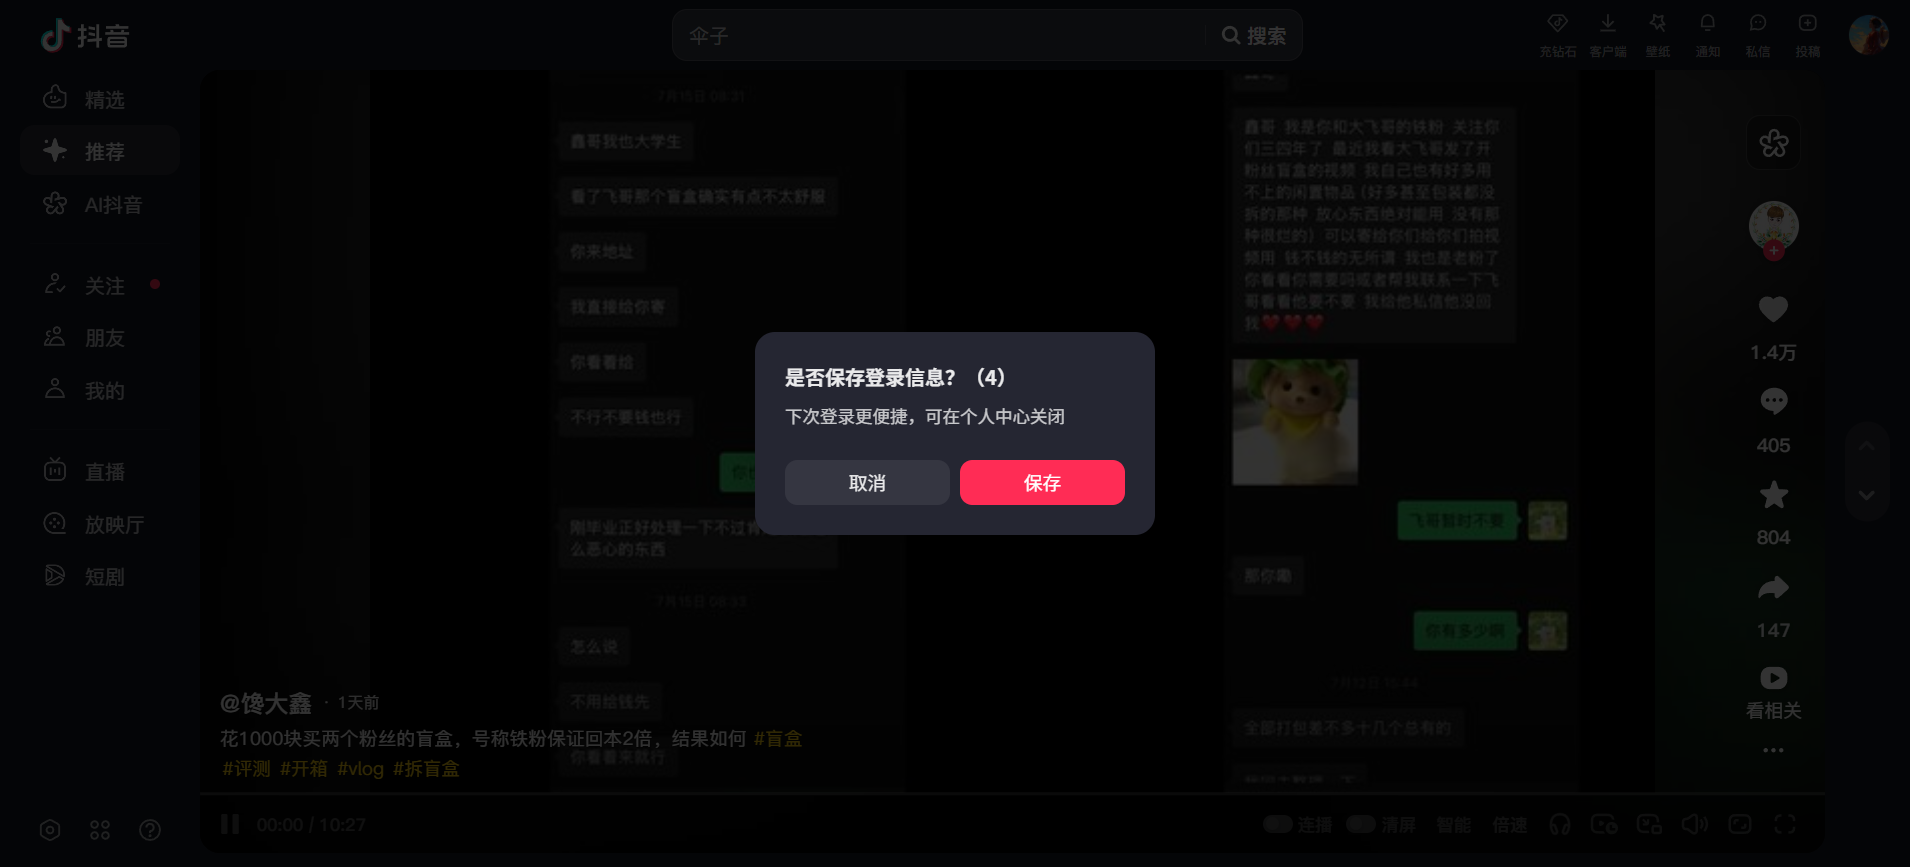 抖音
伞子
搜索
充钻石
客户端
壁纸
通知
私信
投稿
精选
推荐
AI抖音
关注
朋友
我的
直播
放映厅
短剧
7月15日 08:31
鑫哥我也大学生
看了飞哥那个盲盒确实有点不太舒服
你来地址
我直接给你寄
你看着给
不行不要钱也行
刚毕业正好处理一下不过肯
么恶心的东西
7月15日 08:33
怎么说
不用给钱先
你看着来就行
鑫哥 我是你和大飞哥的铁粉 关注你
们三四年了 最近我看大飞哥发了开
粉丝盲盒的视频 我自己也有好多用
不上的闲置物品(好多甚至包装都没
拆的那种 放心东西绝对能用 没有那
种很烂的)可以寄给你们给你们拍视
频用 钱不钱的无所谓 我也是老粉了
你看看你需要吗或者帮我联系一下飞
哥看看他要不要 我给他私信他没回
我❤️❤️❤️
飞哥暂时不要
那你嘞
你有多少啊
全部打包差不多十几个总有的
是否保存登录信息？（4）
下次登录更便捷，可在个人中心关闭
取消
保存
1.4万
405
804
147
看相关
@馋大鑫 · 1天前
花1000块买两个粉丝的盲盒，号称铁粉保证回本2倍，结果如何 #盲盒
#评测 #开箱 #vlog #拆盲盒
00:00 / 10:27
连播
清屏
智能
倍速